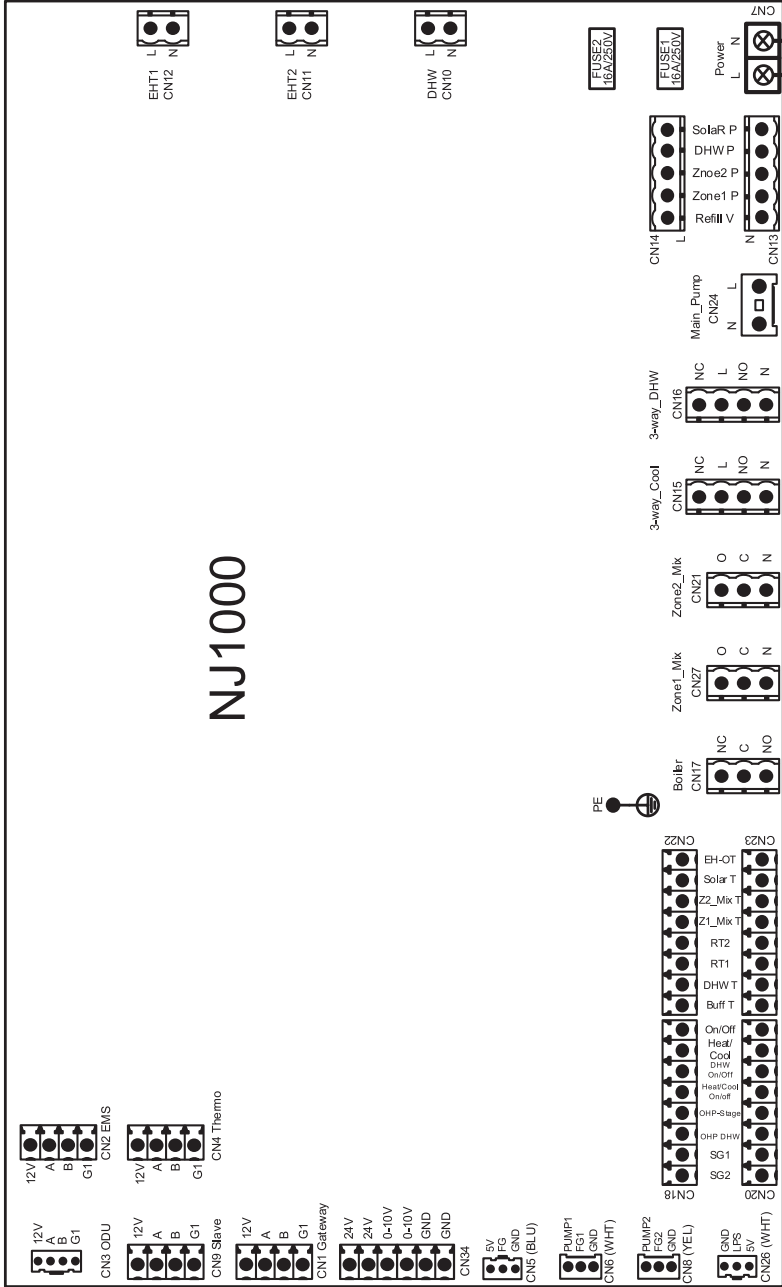 L
N
EHT1
CN12
L
N
EHT2
CN11
L
N
DHW
CN10
FUSE2
16A/250V
FUSE1
16A/250V
Power
L
N
CN7
SolaR P
DHW P
Znoe2 P
Zone1 P
Refill V
CN14
L
N
CN13
Main_Pump
CN24
N
L
3-way_DHW
CN16
NC
L
NO
N
3-way_Cool
CN15
NC
L
NO
N
NJ1000
Zone2_Mix
CN21
O
C
N
Zone1_Mix
CN27
O
C
N
Boiler
CN17
NC
C
NO
PE
CN22
CN23
EH-OT
Solar T
Z2_Mix T
Z1_Mix T
RT2
RT1
DHW T
Buff T
On/Off
Heat/
Cool
DHW
On/Off
Heat/Cool
On/off
OHP-Stage
OHP DHW
SG1
SG2
CN18
CN20
12V
A
B
G1
CN2 EMS
12V
A
B
G1
CN4 Thermo
12V
A
B
G1
CN3 ODU
12V
A
B
G1
CN9 Slave
12V
A
B
G1
CN1 Gateway
24V
24V
0-10V
0-10V
GND
GND
CN34
5V
FG
GND
CN5 (BLU)
PUMP1
FG1
GND
CN6 (WHT)
PUMP2
FG2
GND
CN8 (YEL)
GND
LPS
5V
CN26 (WHT)